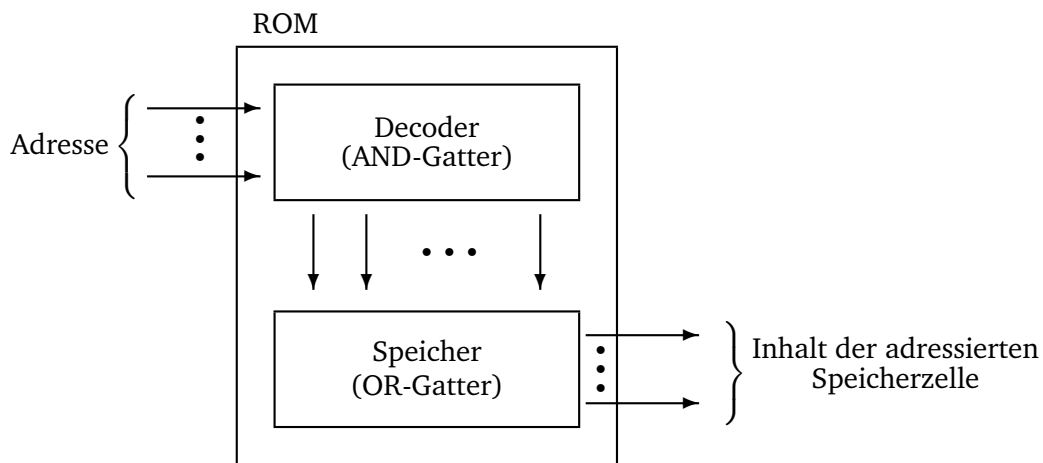 ROM
Adresse
Decoder
(AND-Gatter)
Speicher
(OR-Gatter)
Inhalt der adressierten
Speicherzelle